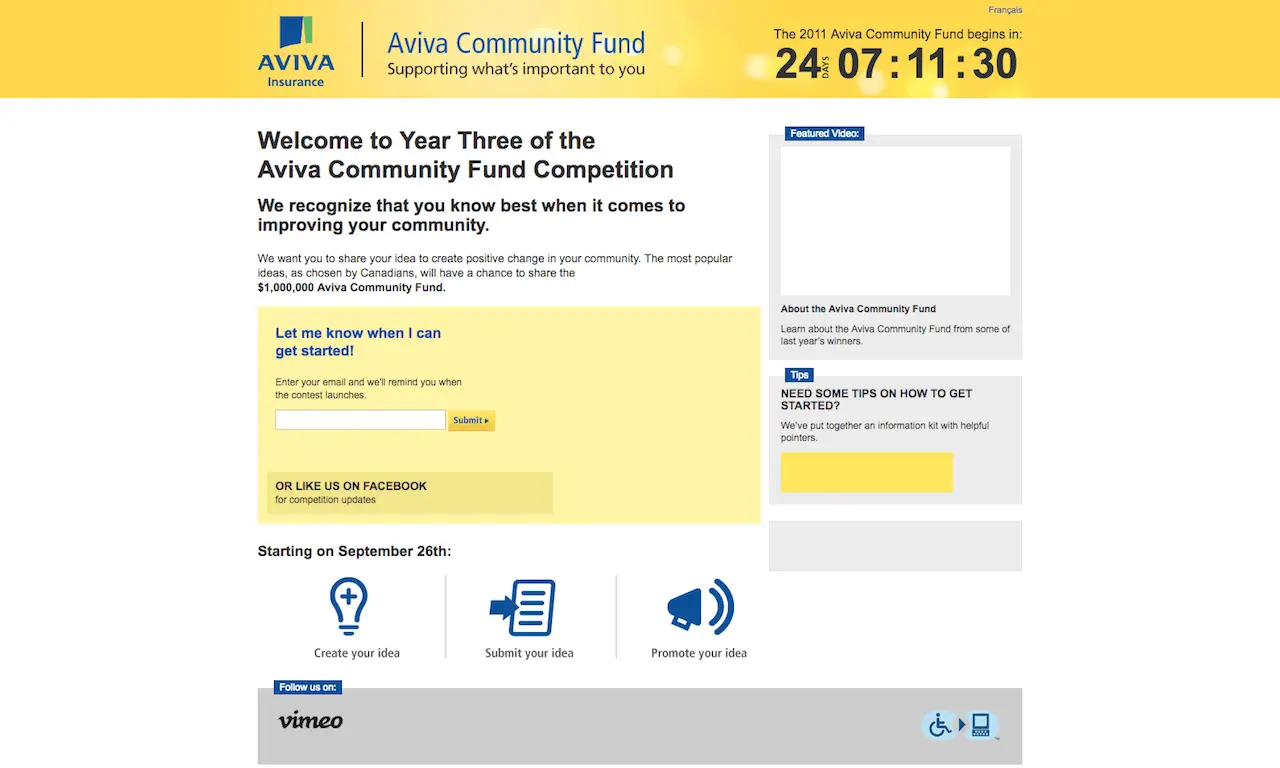 Français
AVIVA
Insurance
Aviva Community Fund
Supporting what's important to you
The 2011 Aviva Community Fund begins in:
24 DAYS 07 : 11 : 30
Welcome to Year Three of the
Aviva Community Fund Competition
We recognize that you know best when it comes to
improving your community.
We want you to share your idea to create positive change in your community. The most popular
ideas, as chosen by Canadians, will have a chance to share the
$1,000,000 Aviva Community Fund.
Let me know when I can
get started!
Enter your email and we'll remind you when
the contest launches.
Submit
OR LIKE US ON FACEBOOK
for competition updates
Featured Video:
About the Aviva Community Fund
Learn about the Aviva Community Fund from some of
last year's winners.
Tips
NEED SOME TIPS ON HOW TO GET
STARTED?
We've put together an information kit with helpful
pointers.
Starting on September 26th:
Create your idea
Submit your idea
Promote your idea
Follow us on:
vimeo